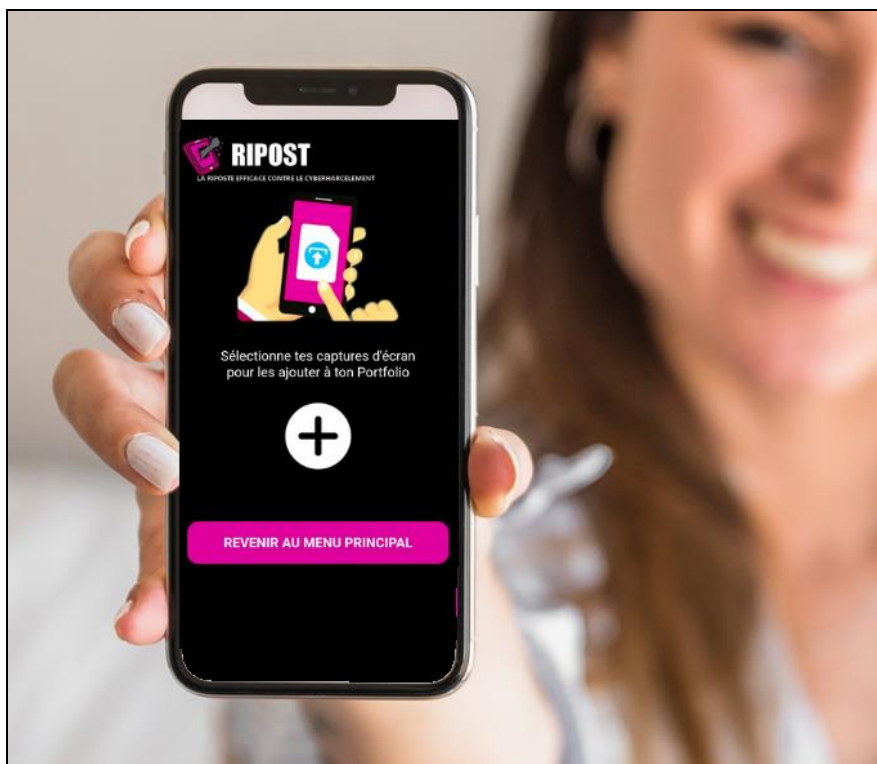 RIPOST
LA RIPOSTE EFFICACE CONTRE LE CYBERHARCELEMENT
Sélectionne tes captures d'écran
pour les ajouter à ton Portfolio
REVENIR AU MENU PRINCIPAL